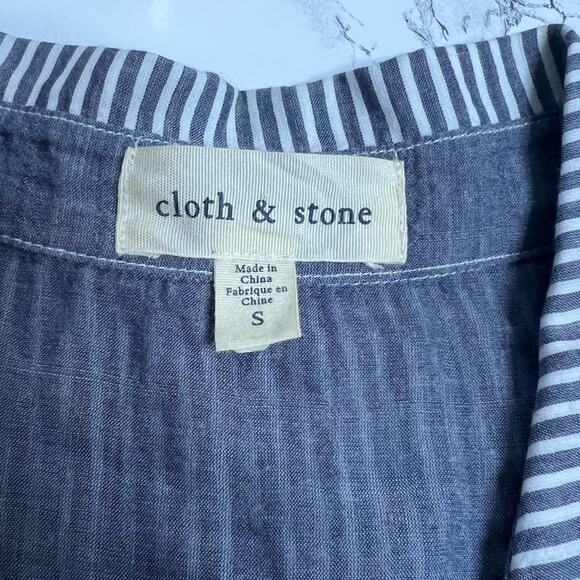 cloth & stone
Made in
China
Fabrique en
Chine
S